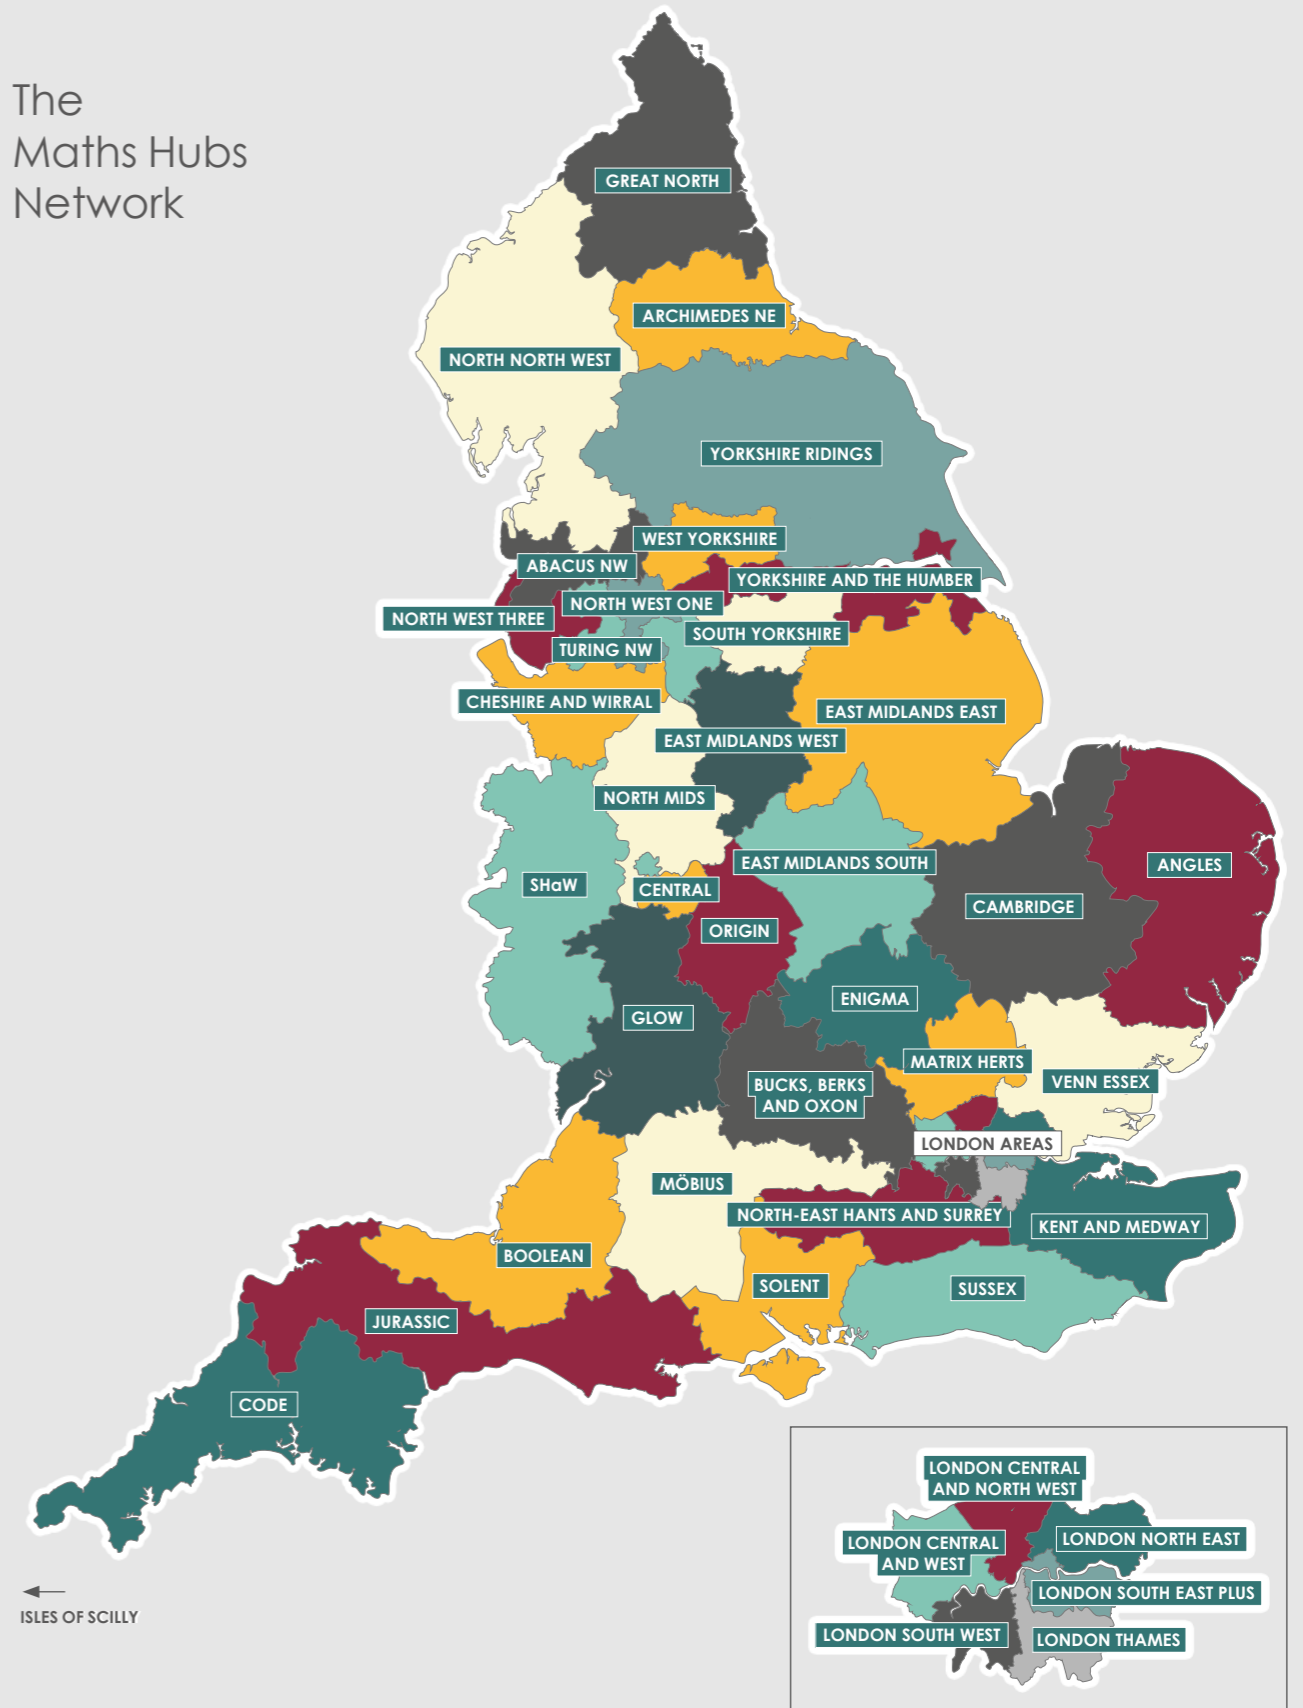 The
Maths Hubs
Network
GREAT NORTH
ARCHIMEDES NE
NORTH NORTH WEST
YORKSHIRE RIDINGS
WEST YORKSHIRE
ABACUS NW
YORKSHIRE AND THE HUMBER
NORTH WEST ONE
NORTH WEST THREE
SOUTH YORKSHIRE
TURING NW
CHESHIRE AND WIRRAL
EAST MIDLANDS EAST
EAST MIDLANDS WEST
NORTH MIDS
EAST MIDLANDS SOUTH
ANGLES
SHaW
CENTRAL
CAMBRIDGE
ORIGIN
ENIGMA
GLOW
MATRIX HERTS
VENN ESSEX
BUCKS, BERKS
AND OXON
LONDON AREAS
MÖBIUS
NORTH-EAST HANTS AND SURREY
KENT AND MEDWAY
BOOLEAN
SOLENT
SUSSEX
JURASSIC
CODE
ISLES OF SCILLY
LONDON CENTRAL
AND NORTH WEST
LONDON CENTRAL
AND WEST
LONDON NORTH EAST
LONDON SOUTH EAST PLUS
LONDON SOUTH WEST
LONDON THAMES